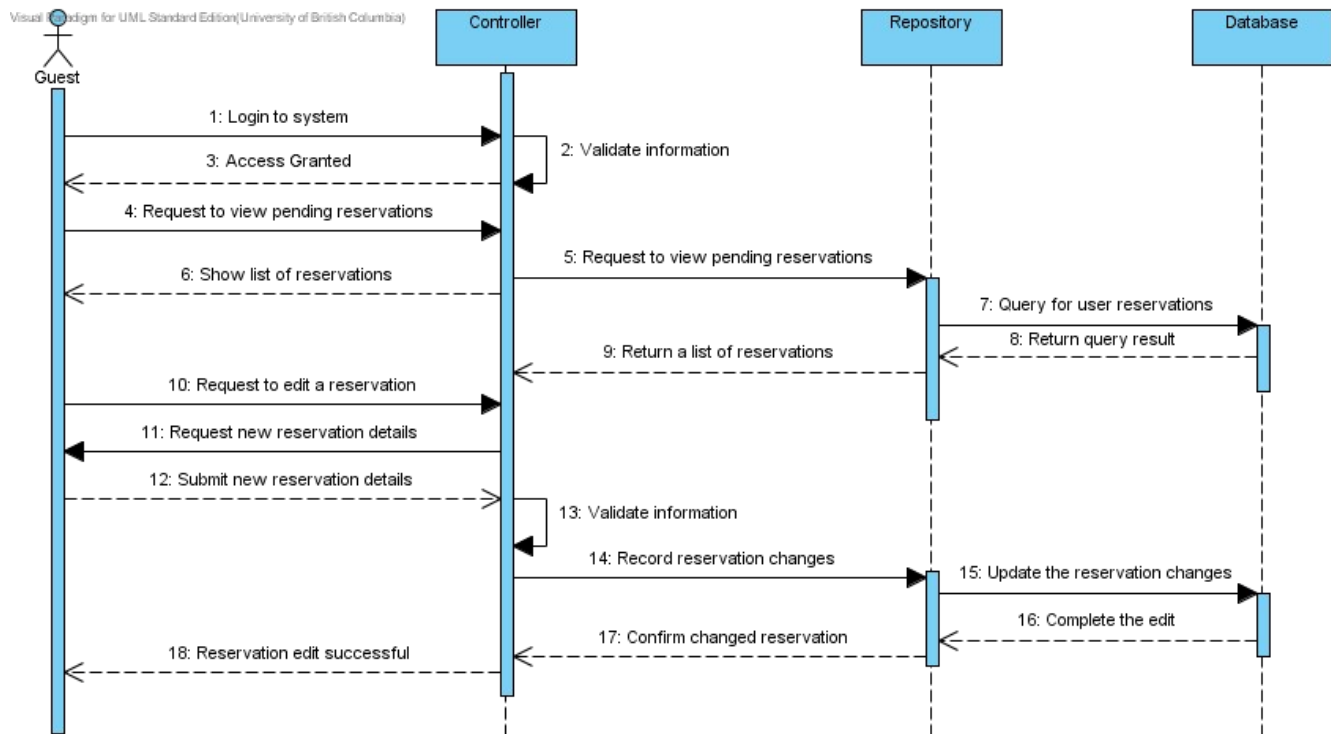 Visual Paradigm for UML Standard Edition(University of British Columbia)
Controller
Repository
Database
Guest
1: Login to system
2: Validate information
3: Access Granted
4: Request to view pending reservations
5: Request to view pending reservations
6: Show list of reservations
7: Query for user reservations
8: Return query result
9: Return a list of reservations
10: Request to edit a reservation
11: Request new reservation details
12: Submit new reservation details
13: Validate information
14: Record reservation changes
15: Update the reservation changes
16: Complete the edit
17: Confirm changed reservation
18: Reservation edit successful